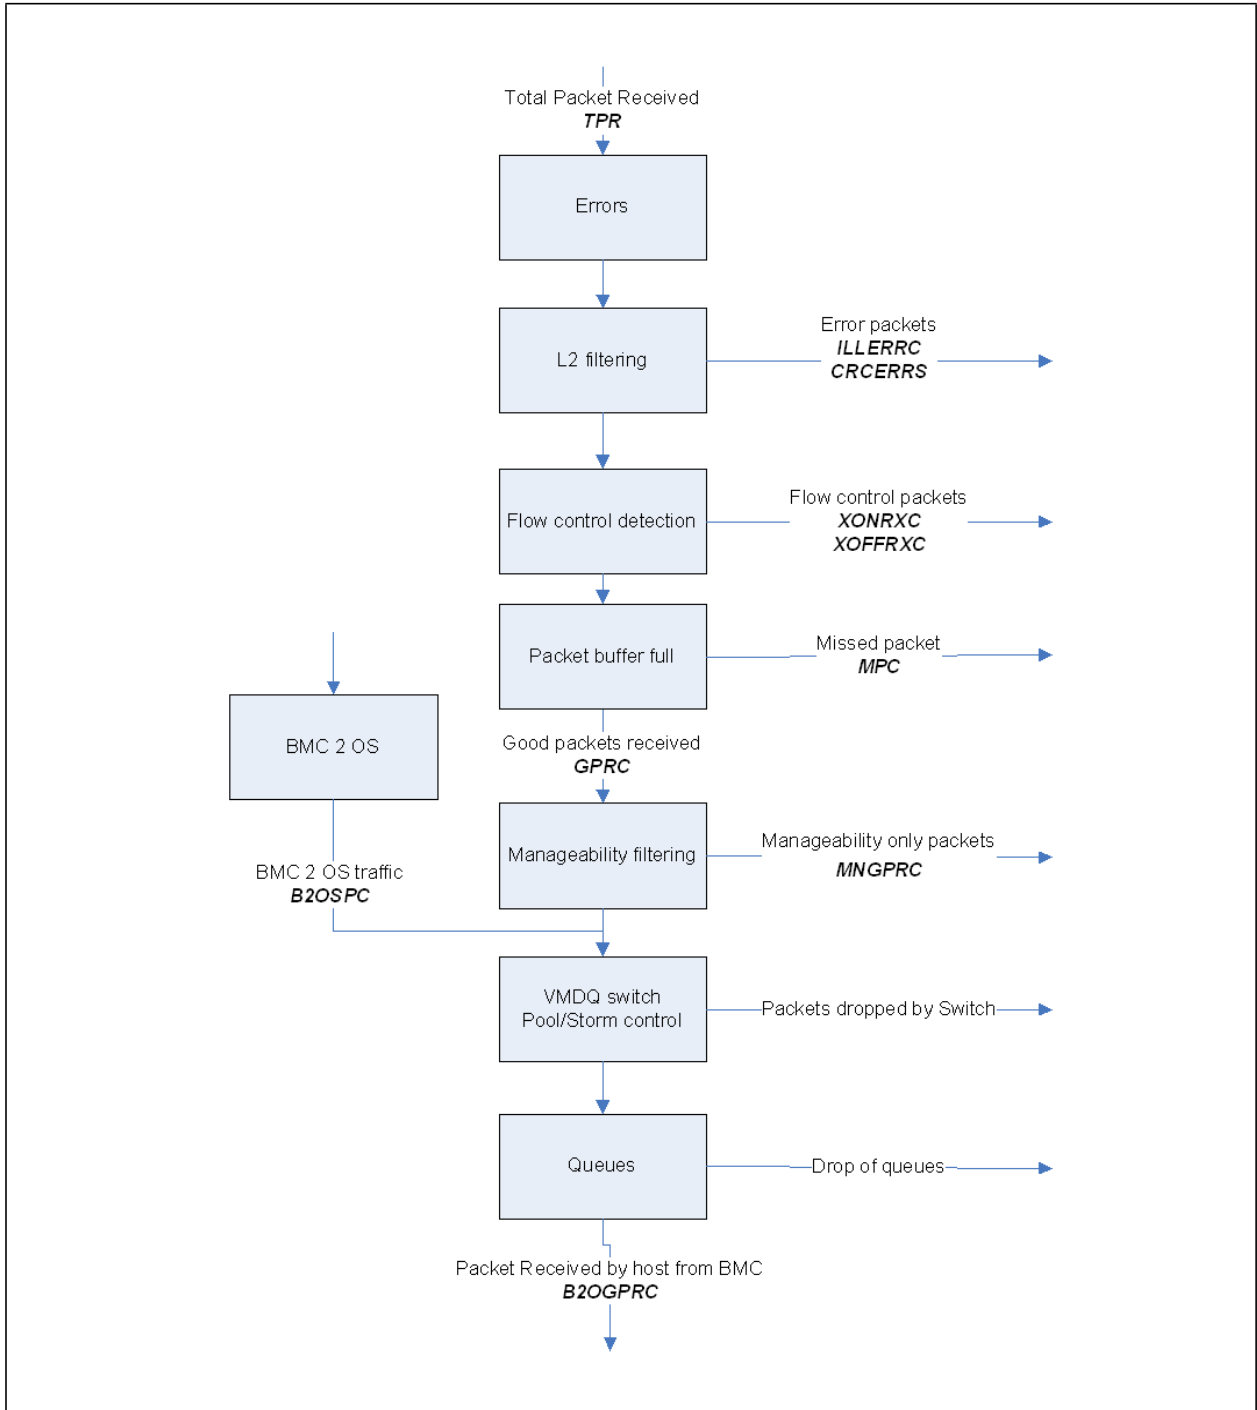 Total Packet Received
TPR
Errors
L2 filtering
Error packets
ILLERRC
CRCERRS
Flow control detection
Flow control packets
XONRXC
XOFFRXC
Packet buffer full
Missed packet
MPC
BMC 2 OS
Good packets received
GPRC
Manageability filtering
Manageability only packets
MNGPRC
BMC 2 OS traffic
B2OSPC
VMDQ switch
Pool/Storm control
Packets dropped by Switch
Queues
Drop of queues
Packet Received by host from BMC
B2OGPRC